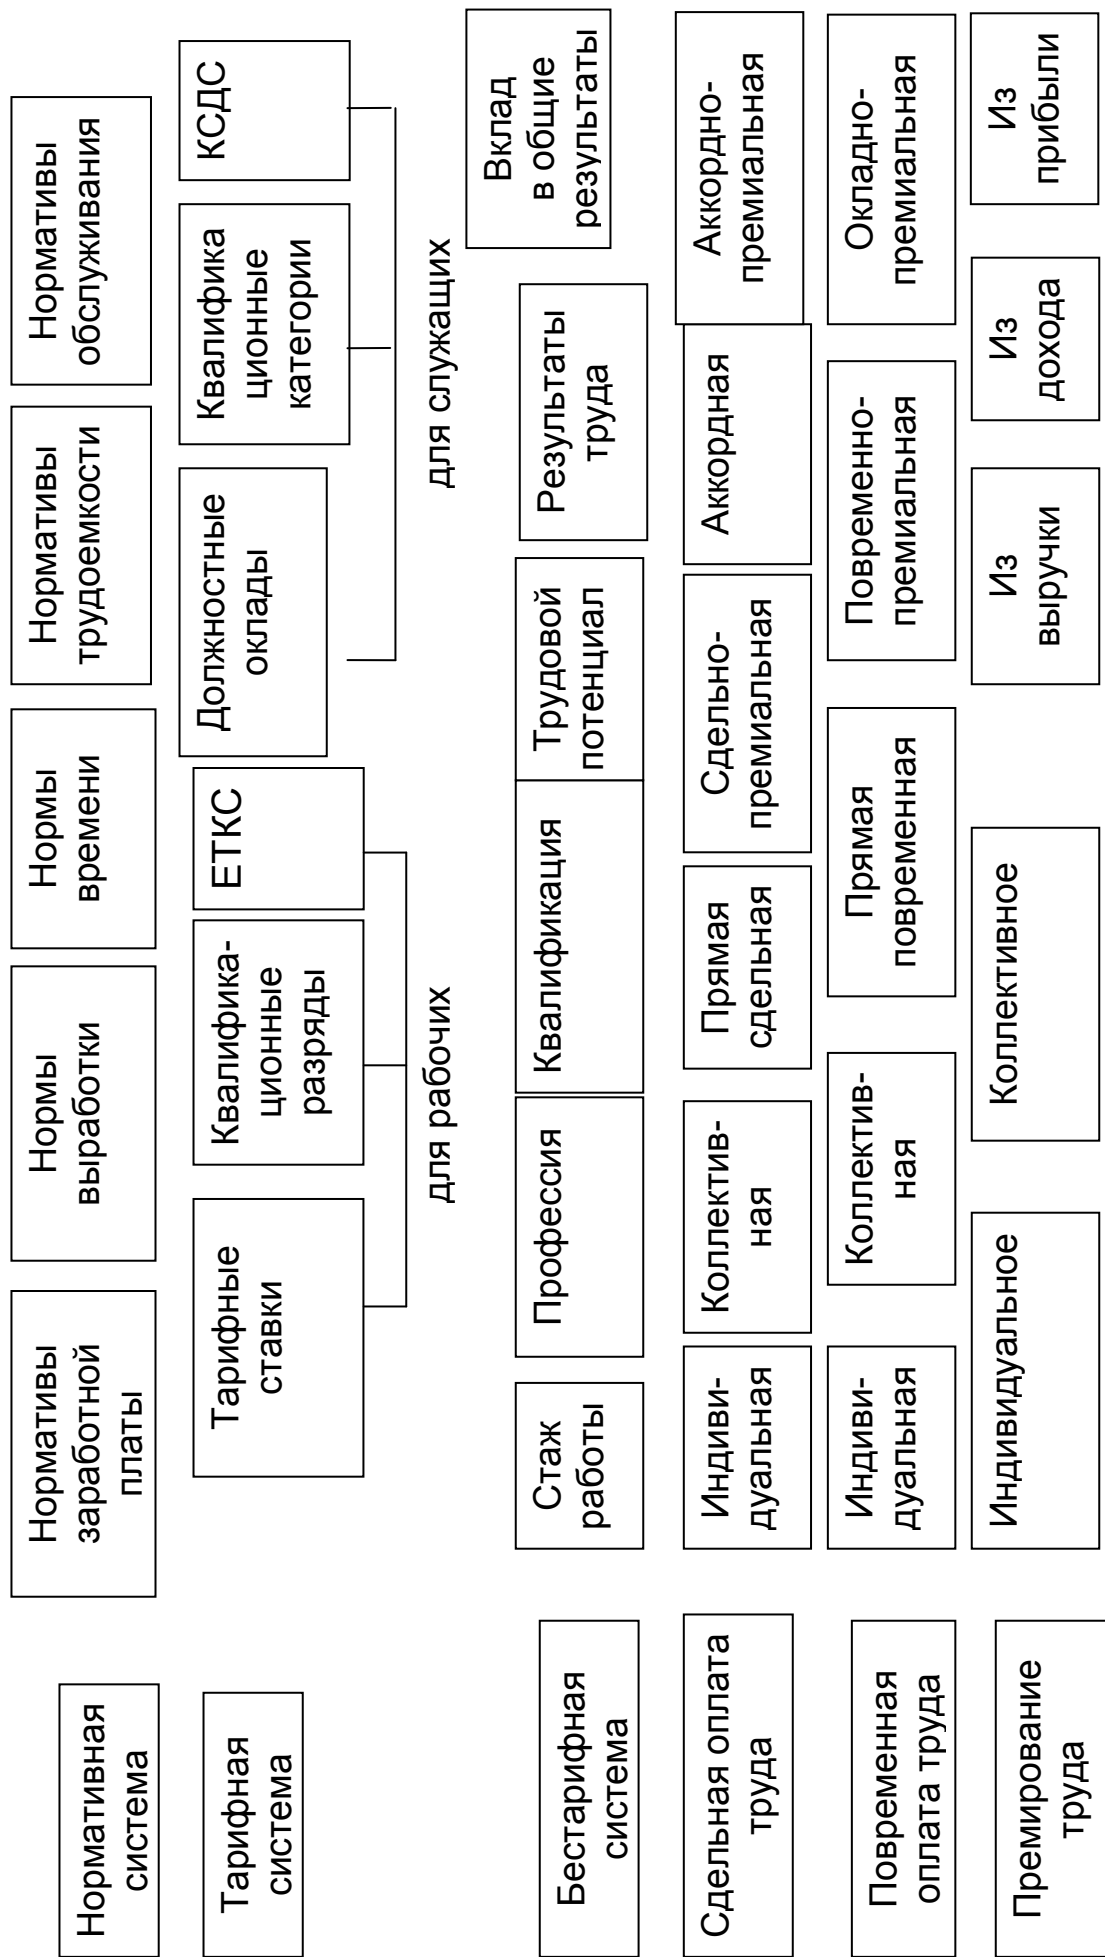 Нормативная
система
Нормативы
заработной
платы
Нормы
выработки
Нормы
времени
Нормативы
трудоемкости
Нормативы
обслуживания
Тарифная
система
Тарифные
ставки
Квалифика-
ционные
разряды
ЕТКС
для рабочих
Должностные
оклады
Квалифика
ционные
категории
КСДС
для служащих
Бестарифная
система
Стаж
работы
Профессия
Квалификация
Трудовой
потенциал
Результаты
труда
Вклад
в общие
результаты
Сдельная оплата
труда
Индиви-
дуальная
Коллектив-
ная
Прямая
сдельная
Сдельно-
премиальная
Аккордная
Аккордно-
премиальная
Повременная
оплата труда
Индиви-
дуальная
Коллектив-
ная
Прямая
повременная
Повременно-
премиальная
Окладно-
премиальная
Премирование
труда
Индивидуальное
Коллективное
Из
выручки
Из
дохода
Из
прибыли